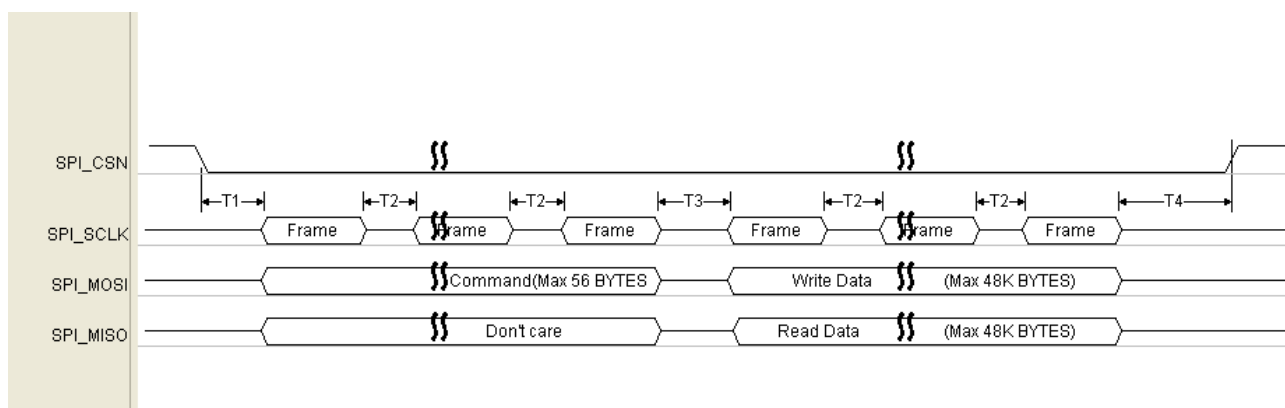 SPI_CSN
T1 T2 T2 T3 T2 T2 T4
SPI_SCLK Frame Frame Frame Frame Frame Frame
SPI_MOSI Command(Max 56 BYTES Write Data (Max 48K BYTES)
SPI_MISO Don't care Read Data (Max 48K BYTES)